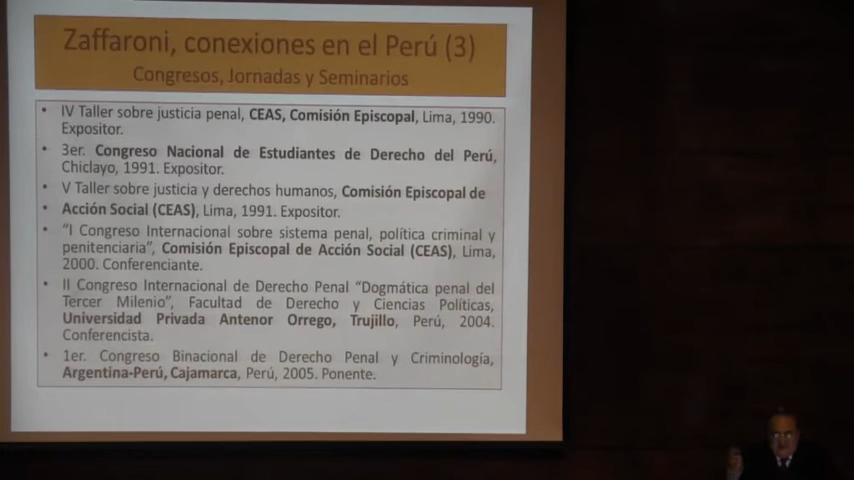 Zaffaroni, conexiones en el Perú (3)
Congresos, Jornadas y Seminarios
• IV Taller sobre justicia penal, CEAS, Comisión Episcopal, Lima, 1990.
Expositor.
• 3er. Congreso Nacional de Estudiantes de Derecho del Perú,
Chiclayo, 1991. Expositor.
• V Taller sobre justicia y derechos humanos, Comisión Episcopal de
• Acción Social (CEAS), Lima, 1991. Expositor.
• “I Congreso Internacional sobre sistema penal, política criminal y
penitenciaria”, Comisión Episcopal de Acción Social (CEAS), Lima,
2000. Conferenciante.
• II Congreso Internacional de Derecho Penal “Dogmática penal del
Tercer Milenio”, Facultad de Derecho y Ciencias Políticas,
Universidad Privada Antenor Orrego, Trujillo, Perú, 2004.
Conferencista.
• 1er. Congreso Binacional de Derecho Penal y Criminología,
Argentina-Perú, Cajamarca, Perú, 2005. Ponente.